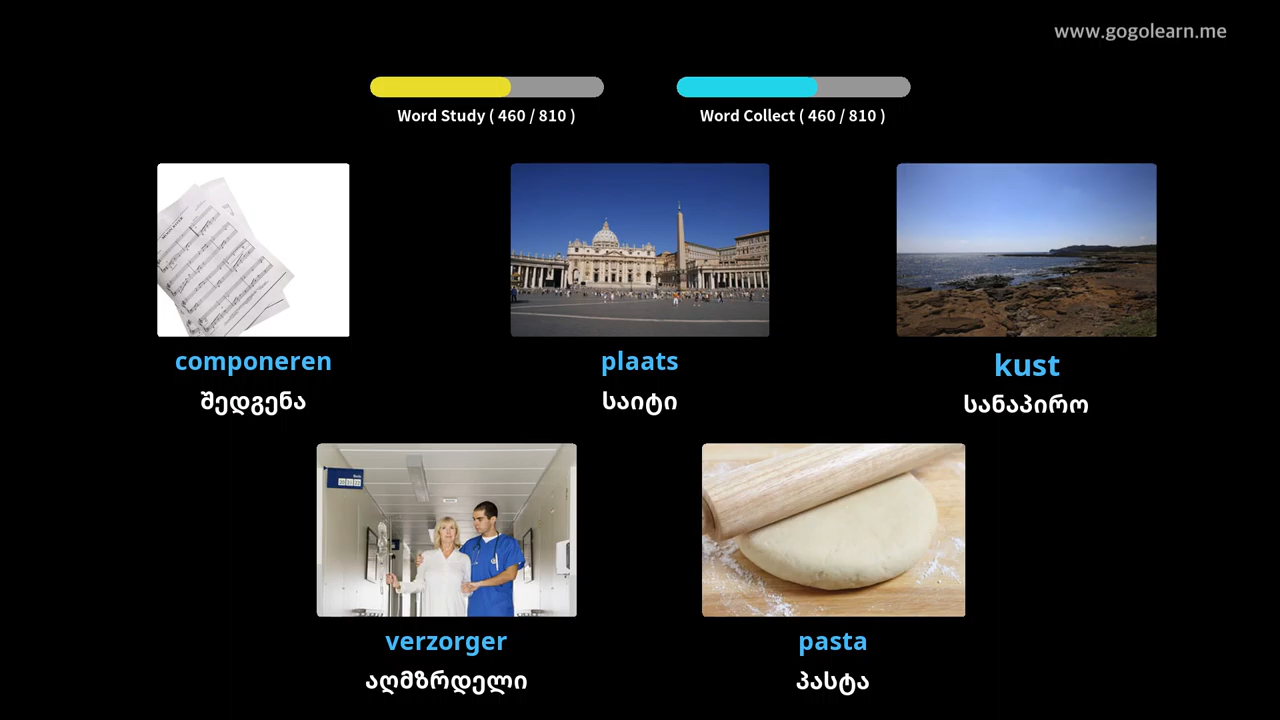 www.gogolearn.me
Word Study ( 460 / 810 )
Word Collect ( 460 / 810 )
componeren
შედგენა
plaats
საიტი
kust
სანაპირო
verzorger
აღმზრდელი
pasta
პასტა